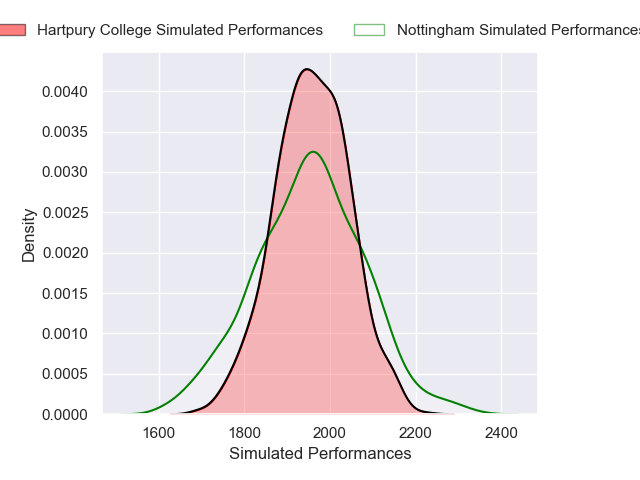 Hartpury College Simulated Performances
Nottingham Simulated Performances
0.0040
0.0035
0.0030
0.0025
0.0020
0.0015
0.0010
0.0005
0.0000
Density
1600 1800 2000 2200 2400
Simulated Performances